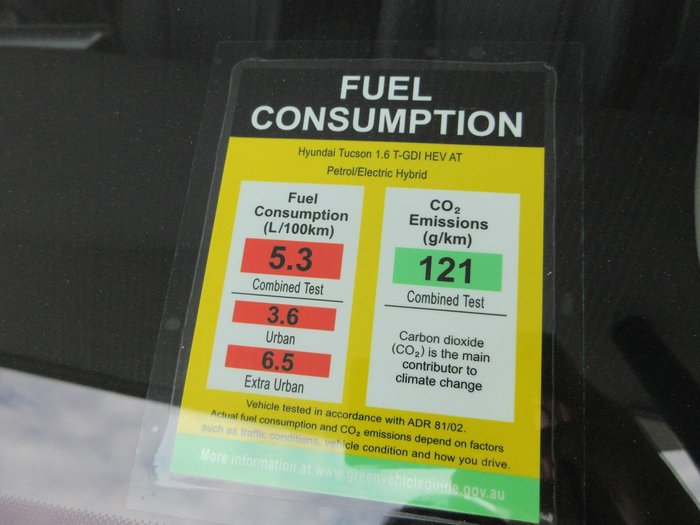 FUEL
CONSUMPTION
Hyundai Tucson 1.6 T-GDI HEV AT
Petrol/Electric Hybrid
Fuel
Consumption
(L/100km)
5.3
Combined Test
3.6
Urban
6.5
Extra Urban
CO₂
Emissions
(g/km)
121
Combined Test
Carbon dioxide
(CO₂) is the main
contributor to
climate change
Vehicle tested in accordance with ADR 81/02.
Actual fuel consumption and CO₂ emissions depend on factors
such as traffic conditions, vehicle condition and how you drive.
More information at www.greenvehicleguide.gov.au